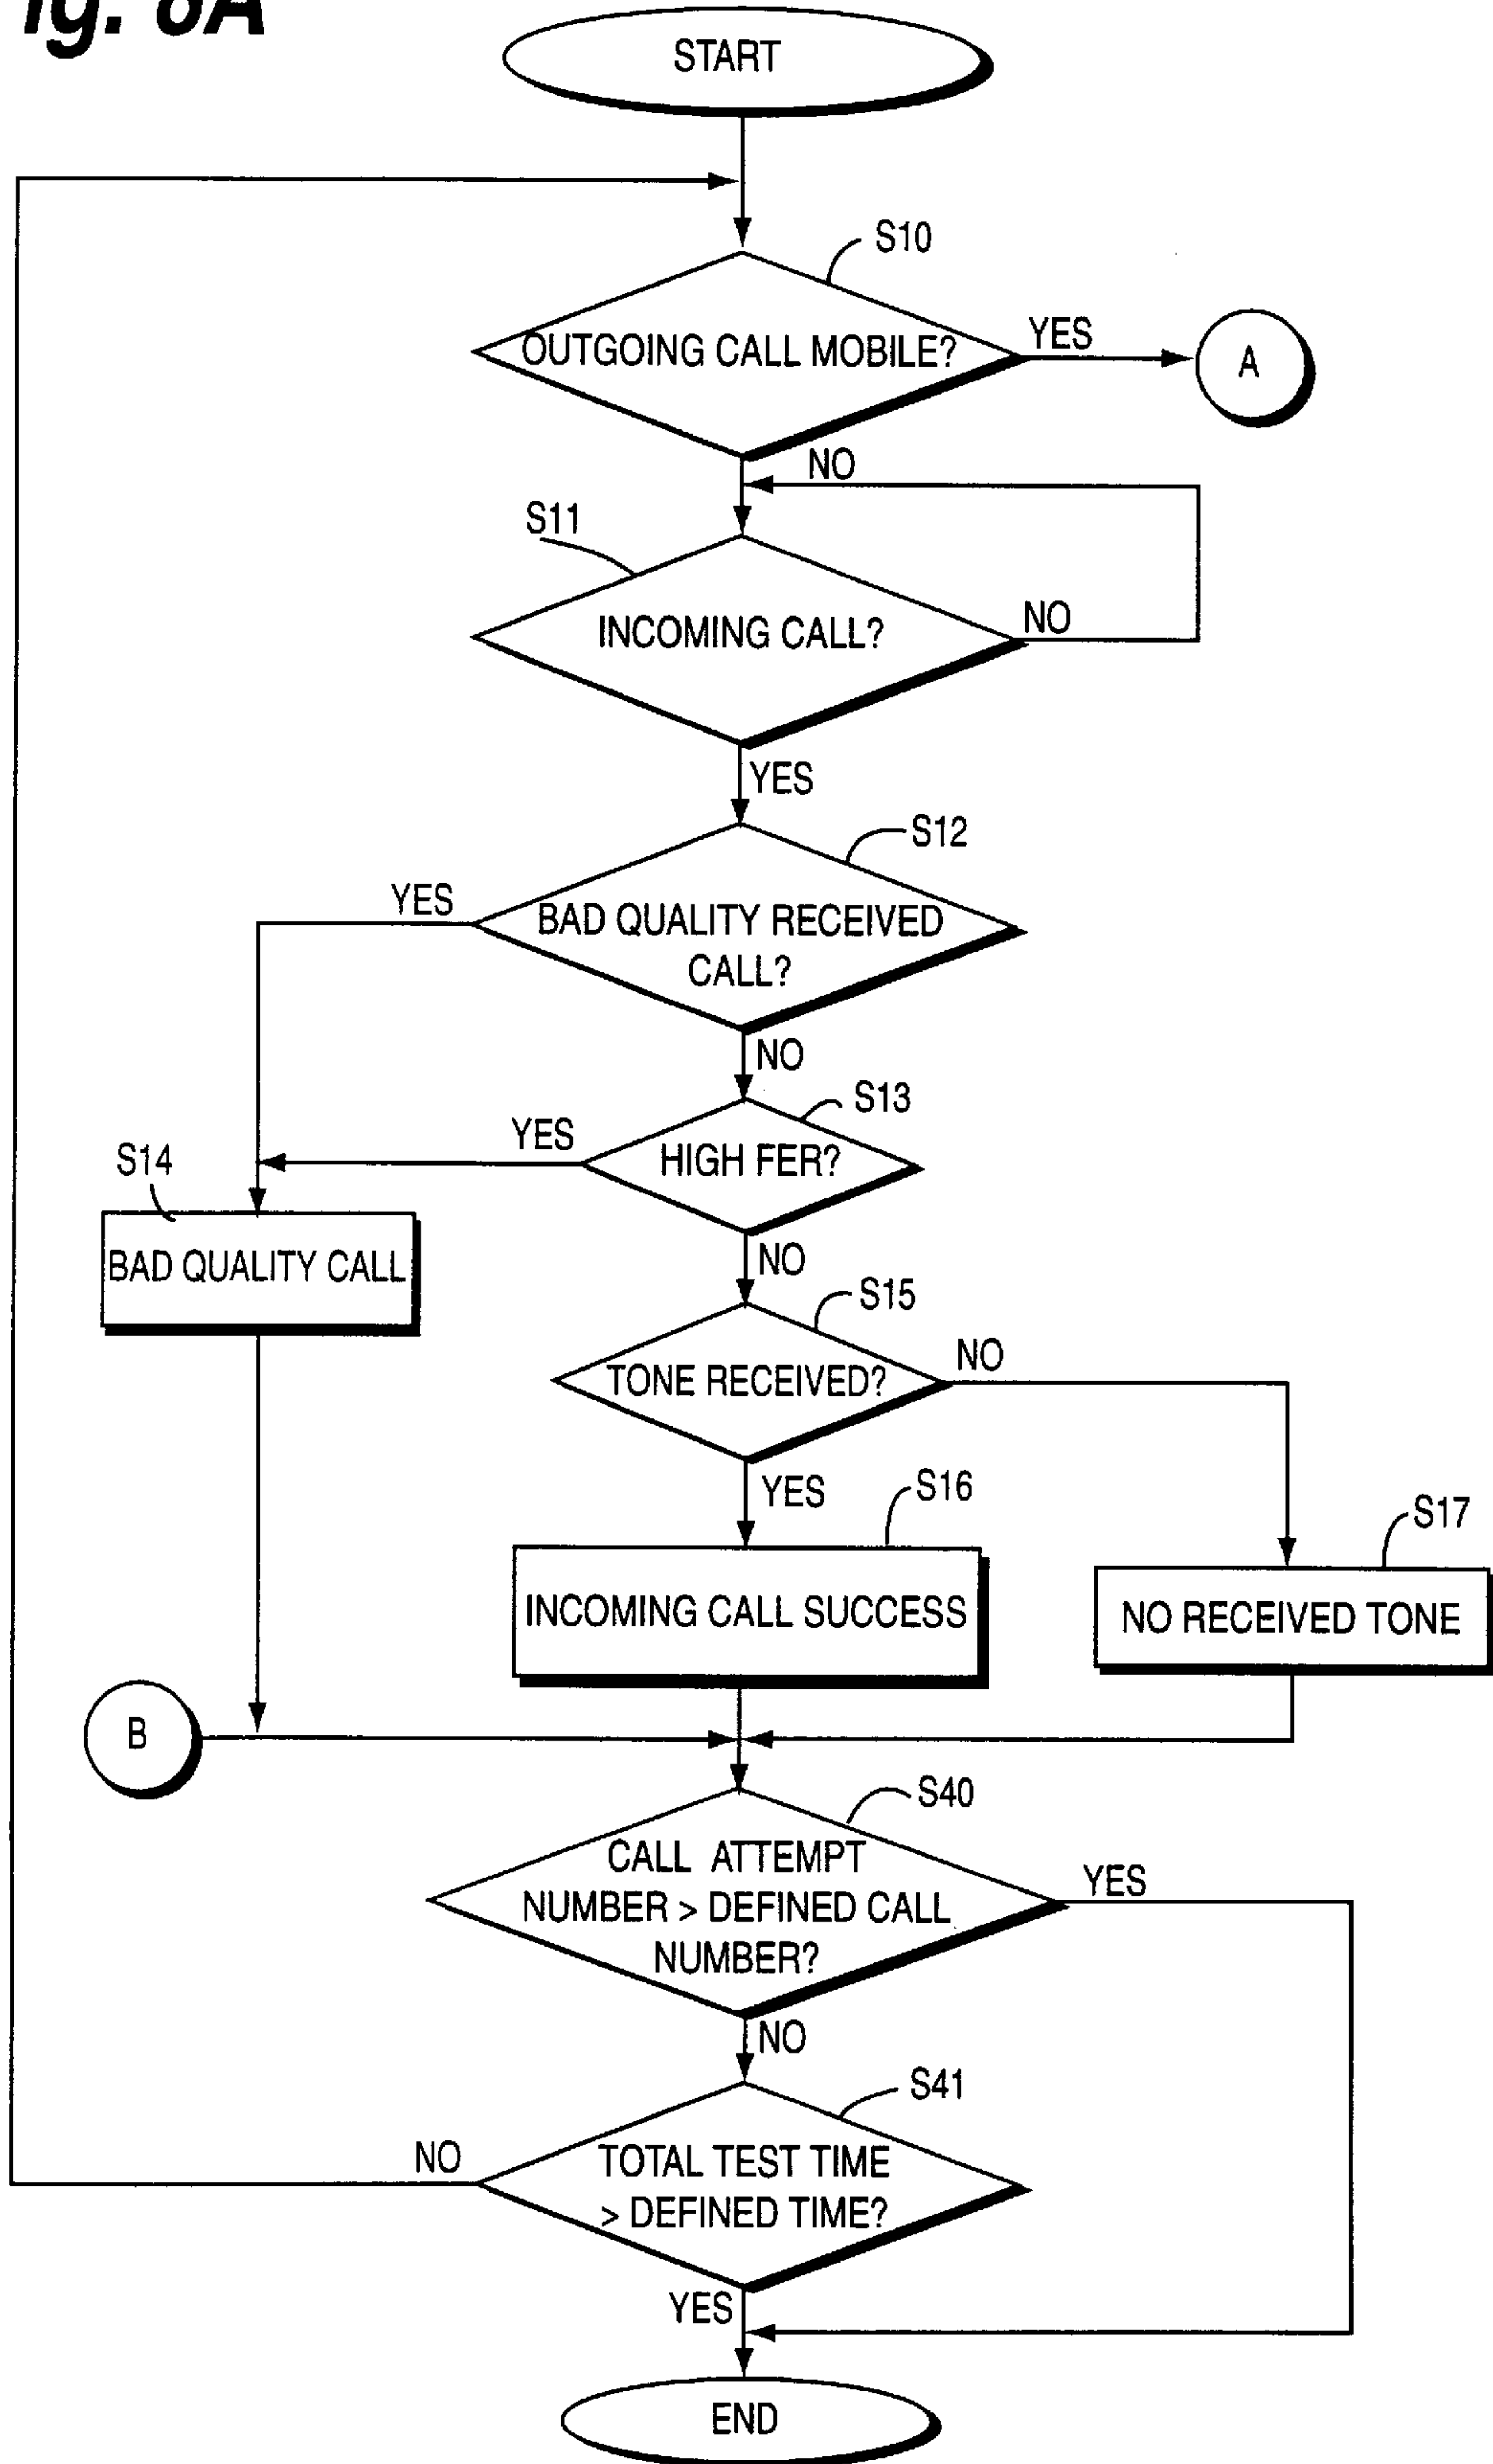 ig. 6A
START
S10
OUTGOING CALL MOBILE?
YES
A
NO
S11
INCOMING CALL?
NO
YES
S12
YES
BAD QUALITY RECEIVED
CALL?
NO
S13
YES
HIGH FER?
S14
BAD QUALITY CALL
NO
S15
TONE RECEIVED?
NO
YES
S16
S17
INCOMING CALL SUCCESS
NO RECEIVED TONE
B
S40
CALL ATTEMPT
NUMBER > DEFINED CALL
NUMBER?
YES
NO
S41
NO
TOTAL TEST TIME
> DEFINED TIME?
YES
END